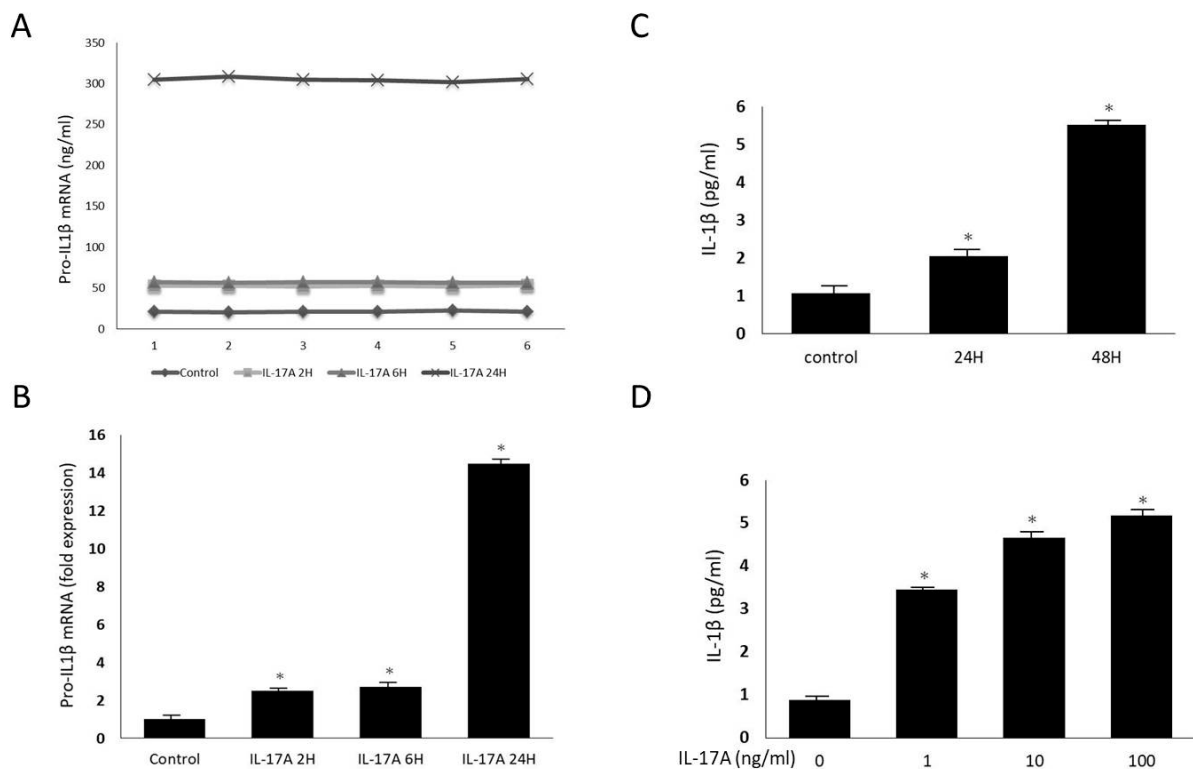 A
Pro-IL1β mRNA (ng/ml)
350
300
250
200
150
100
50
0
1 2 3 4 5 6
Control IL-17A 2H IL-17A 6H IL-17A 24H
B
Pro-IL1β mRNA (fold expression)
16
14
12
10
8
6
4
2
0
* * *
Control IL-17A 2H IL-17A 6H IL-17A 24H
C
IL-1β (pg/ml)
6
5
4
3
2
1
0
* *
control 24H 48H
D
IL-1β (pg/ml)
6
5
4
3
2
1
0
* * *
IL-17A (ng/ml) 0 1 10 100